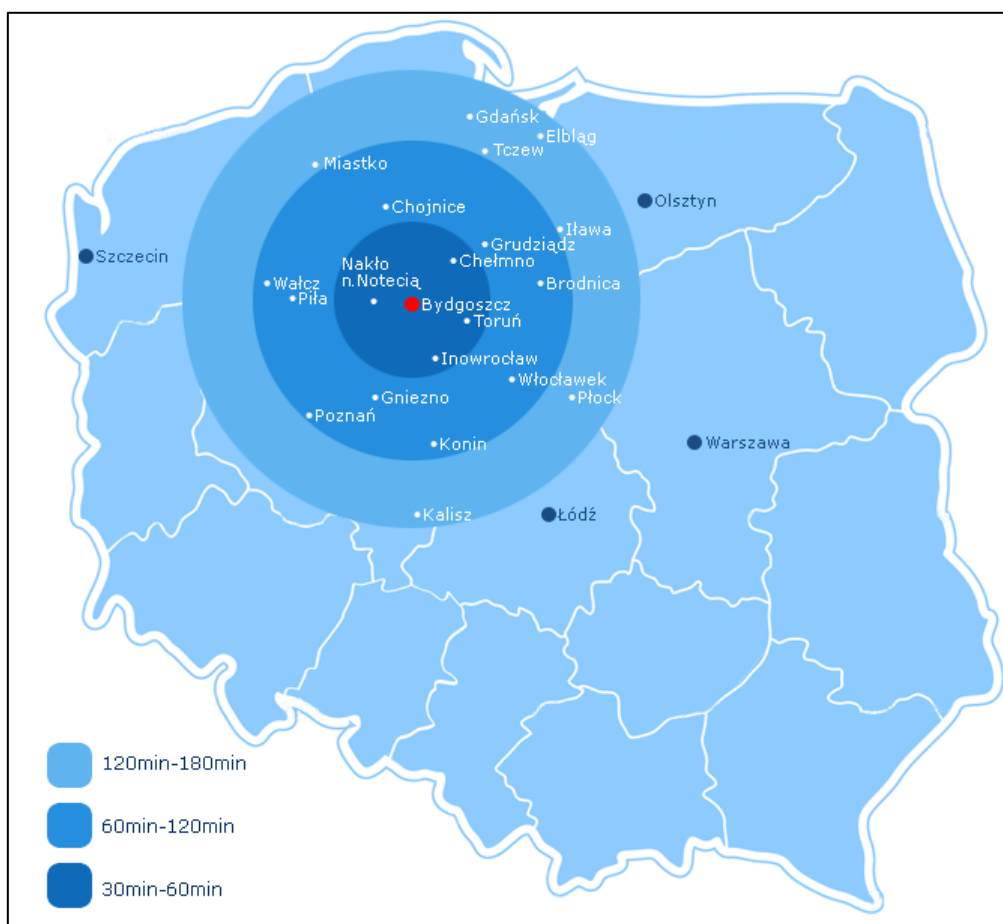 Gdańsk
Elbląg
Tczew
Miastko
Olsztyn
Chojnice
Iława
Grudziądz
Szczecin
Chełmno
Nakło
n.Notecią
Wałcz
Brodnica
Piła
Bydgoszcz
Toruń
Inowrocław
Włocławek
Gniezno
Płock
Poznań
Konin
Warszawa
Kalisz
Łódź
120min-180min
60min-120min
30min-60min